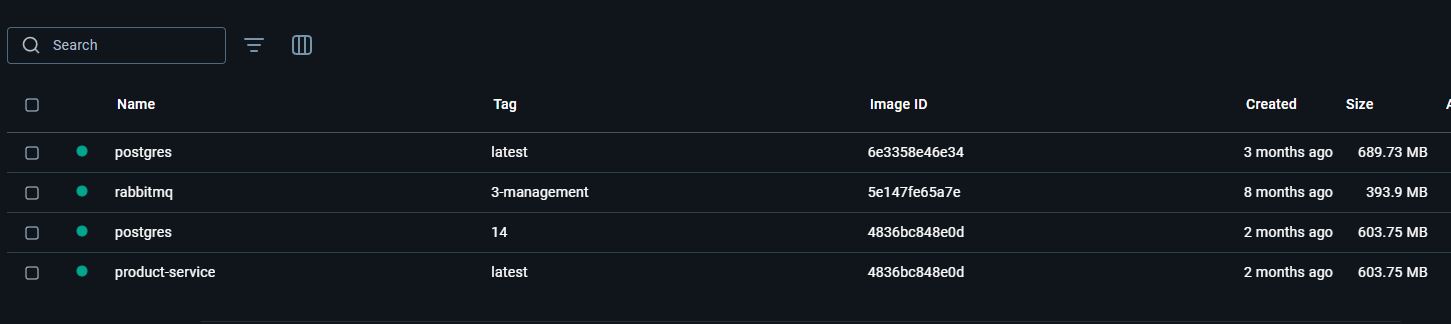 Search
Name Tag Image ID Created Size A
postgres latest 6e3358e46e34 3 months ago 689.73 MB
rabbitmq 3-management 5e147fe65a7e 8 months ago 393.9 MB
postgres 14 4836bc848e0d 2 months ago 603.75 MB
product-service latest 4836bc848e0d 2 months ago 603.75 MB